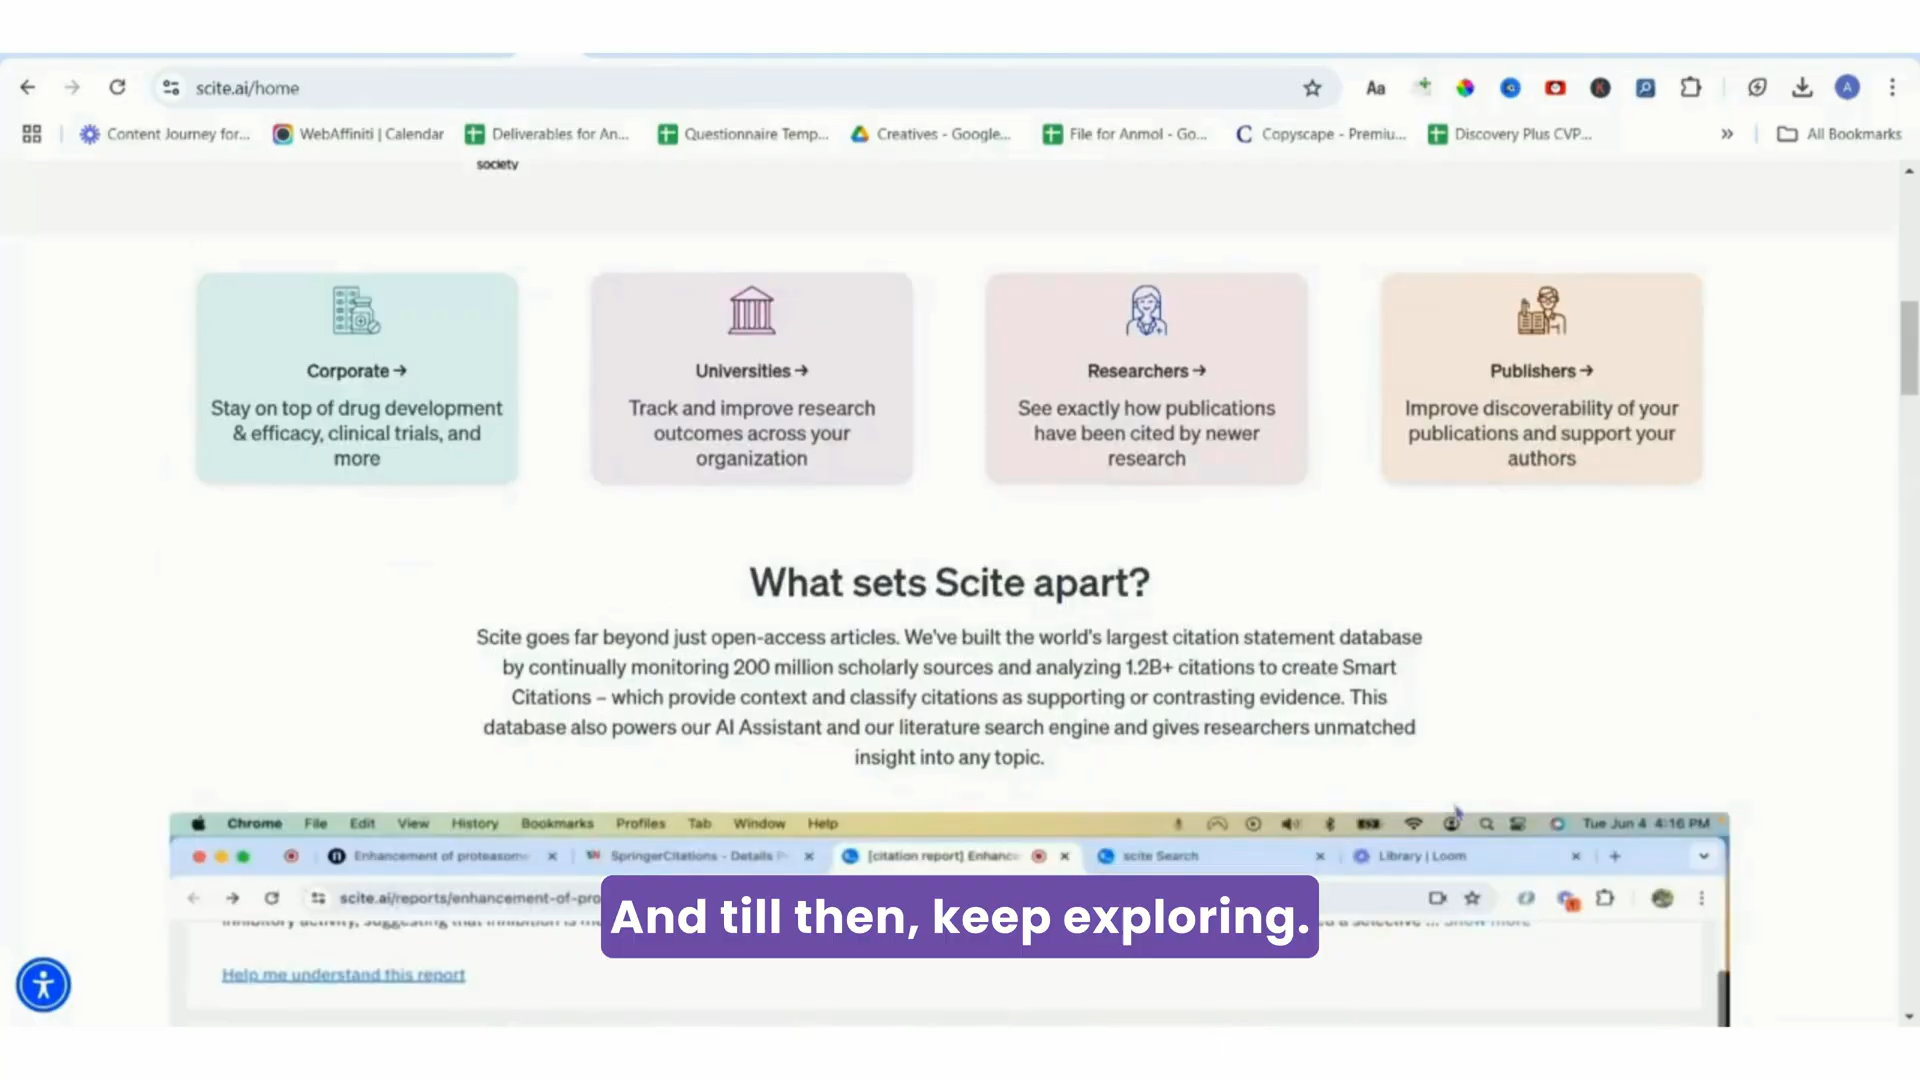 scite.ai/home
Aa
A
Content Journey for...
WebAffiniti | Calendar
Deliverables for An...
Questionnaire Temp...
Creatives - Google...
File for Anmol - Go...
Copyscape - Premiu...
Discovery Plus CVP...
»
All Bookmarks
society
Corporate →
Stay on top of drug development
& efficacy, clinical trials, and
more
Universities →
Track and improve research
outcomes across your
organization
Researchers →
See exactly how publications
have been cited by newer
research
Publishers →
Improve discoverability of your
publications and support your
authors
What sets Scite apart?
Scite goes far beyond just open-access articles. We've built the world's largest citation statement database
by continually monitoring 200 million scholarly sources and analyzing 1.2B+ citations to create Smart
Citations – which provide context and classify citations as supporting or contrasting evidence. This
database also powers our AI Assistant and our literature search engine and gives researchers unmatched
insight into any topic.
Chrome File Edit View History Bookmarks Profiles Tab Window Help
Tue Jun 4 4:16 PM
Enhancement of proteasome
SpringerCitations - Details
[citation report] Enhanc
scite Search
Library | Loom
scite.ai/reports/enhancement-of-pro
And till then, keep exploring.
Help me understand this report